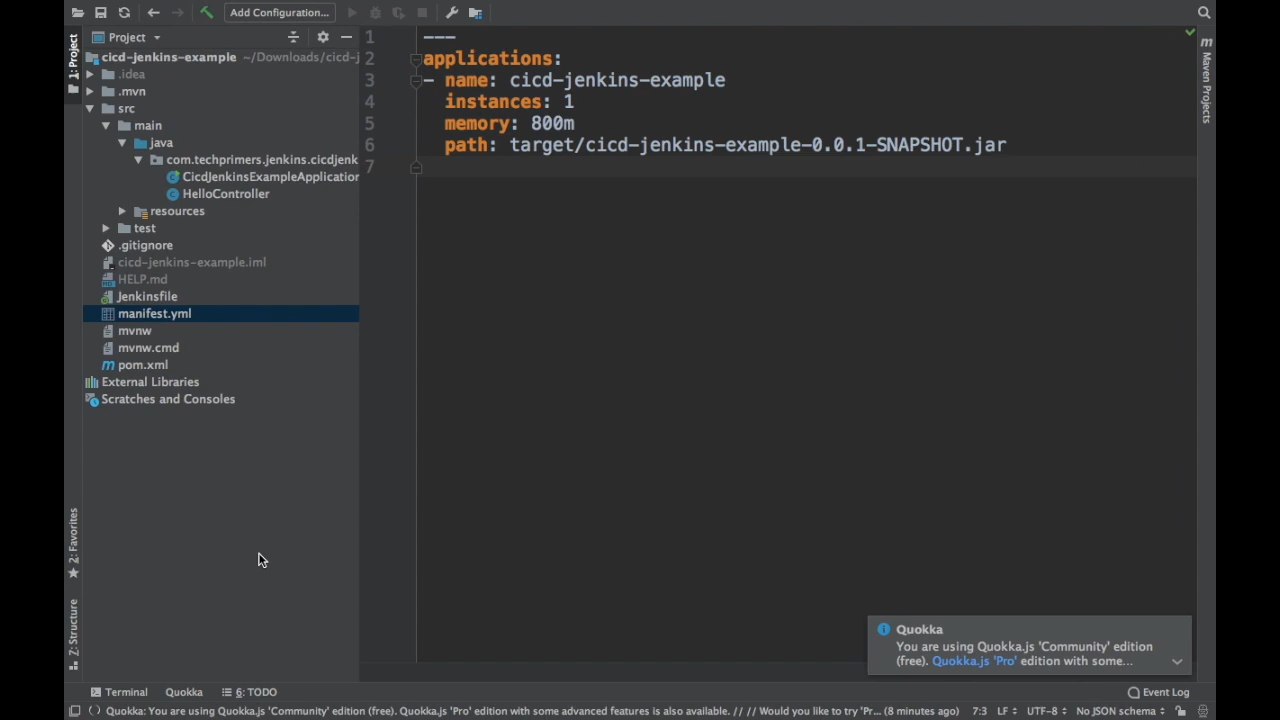 Add Configuration...
1: Project
Project
cicd-jenkins-example ~/Downloads/cicd-j
.idea
.mvn
src
main
java
com.techprimers.jenkins.cicdjenk
CicdJenkinsExampleApplication
HelloController
resources
test
.gitignore
cicd-jenkins-example.iml
HELP.md
Jenkinsfile
manifest.yml
mvnw
mvnw.cmd
pom.xml
External Libraries
Scratches and Consoles
2: Favorites
Z: Structure
1 ---
2 applications:
3 - name: cicd-jenkins-example
4 instances: 1
5 memory: 800m
6 path: target/cicd-jenkins-example-0.0.1-SNAPSHOT.jar
7
Maven Projects
Quokka
You are using Quokka.js 'Community' edition
(free). Quokka.js 'Pro' edition with some...
Terminal Quokka 6: TODO Event Log
Quokka: You are using Quokka.js 'Community' edition (free). Quokka.js 'Pro' edition with some advanced features is also available. // // Would you like to try 'Pr... (8 minutes ago) 7:3 LF UTF-8 No JSON schema